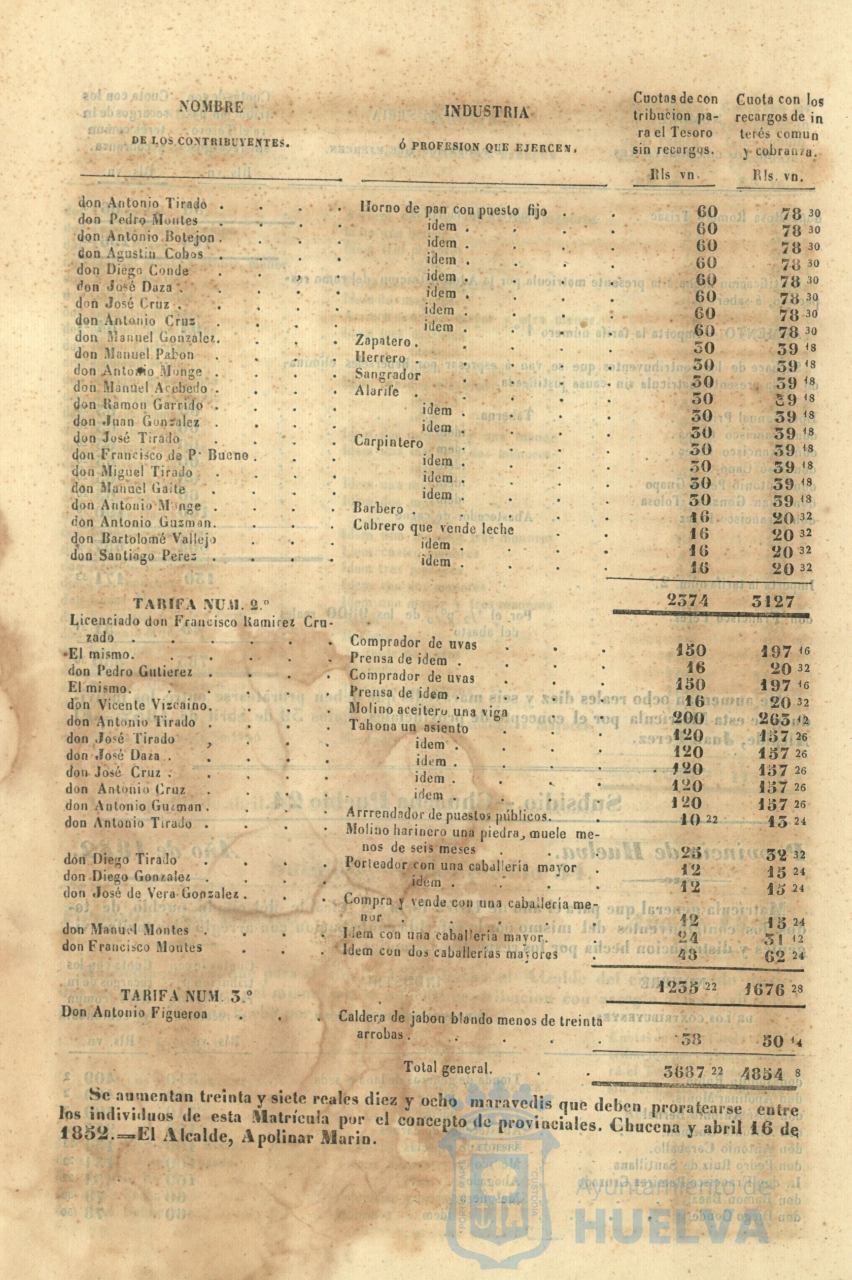 NOMBRE
DE LOS CONTRIBUYENTES.
INDUSTRIA
Ó PROFESION QUE EJERCEN.
Cuotas de con
tribucion pa-
ra el Tesoro
sin recargos.
Rls vn.
Cuota con los
recargos de in
terés comun
y cobranza.
Rls. vn.
don Antonio Tirado . . . . Horno de pan con puesto fijo . . 60 78 30
don Pedro Montes . . . . idem . . . . 60 78 30
don Antonio Botejon . . . . idem . . . . 60 78 30
don Agustin Cobos . . . . idem . . . . 60 78 30
don Diego Conde . . . . idem . . . . 60 78 30
don José Daza . . . . idem . . . . 60 78 30
don José Cruz . . . . idem . . . . 60 78 30
don Antonio Cruz . . . . idem . . . . 60 78 30
don Manuel Gonzalez. . . . Zapatero . . . . 30 39 18
don Manuel Pabon . . . . Herrero . . . . 30 39 18
don Antonio Monge . . . . Sangrador . . . . 30 39 18
don Manuel Acebedo . . . . Alarife . . . . 30 39 18
don Ramon Garrido . . . . idem . . . . 30 39 18
don Juan Gonzalez . . . . idem . . . . 30 39 18
don José Tirado . . . . Carpintero . . . . 30 39 18
don Francisco de Pª Bueno . . . idem . . . . 30 39 18
don Miguel Tirado . . . . idem . . . . 30 39 18
don Manuel Gaite . . . . idem . . . . 30 39 18
don Antonio Monge . . . . Barbero . . . . 16 20 32
don Antonio Guzman. . . . Cabrero que vende leche . . 16 20 32
don Bartolomé Vallejo . . . . idem . . . . 16 20 32
don Santiago Perez . . . . idem . . . . 16 20 32
2374 3127
TARIFA NUM. 2.º
Licenciado don Francisco Ramirez Cru-
zado . . . . . . Comprador de uvas . . . 150 197 16
El mismo. . . . . . Prensa de idem . . . . 16 20 32
don Pedro Gutierez . . . . Comprador de uvas . . . 150 197 16
El mismo. . . . . . Prensa de idem . . . . 16 20 32
don Vicente Vizcaino. . . . Molino aceitero una viga . . 200 263 12
don Antonio Tirado . . . . Tahona un asiento . . . 120 157 26
don José Tirado . . . . idem . . . . 120 157 26
don José Daza . . . . idem . . . . 120 157 26
don José Cruz . . . . idem . . . . 120 157 26
don Antonio Cruz . . . . idem . . . . 120 157 26
don Antonio Guzman . . . . Arrrendador de puestos públicos. . 10 22 13 24
don Antonio Tirado . . . . Molino harinero una piedra, muele me-
nos de seis meses . . . 25 32 32
don Diego Tirado . . . . Porteador con una caballería mayor . 12 15 24
don Diego Gonzalez . . . . idem . . . . 12 15 24
don José de Vera Gonzalez . . . Compra y vende con una caballería me-
nor . . . . 12 15 24
don Manuel Montes . . . . Idem con una caballeria mayor. . 24 31 12
don Francisco Montes . . . Idem con dos caballerías mayores . 48 62 24
1235 22 1676 28
TARIFA NUM. 3.º
Don Antonio Figueroa . . . Caldera de jabon blando menos de treinta
arrobas . . . . 38 50 14
Total general. . . 3687 22 4854 8
Se aumentan treinta y siete reales diez y ocho maravedis que deben proratearse entre
los individuos de esta Matrícula por el concepto de provinciales. Chucena y abril 16 de
1852.=El Alcalde, Apolinar Marin.
Ayuntamiento de
HUELVA